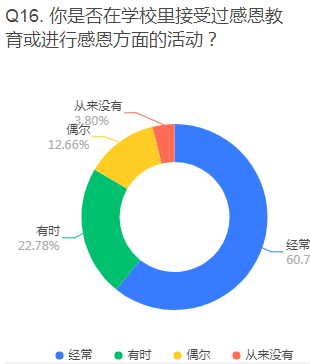 Q16. 你是否在学校里接受过感恩教
育或进行感恩方面的活动？
从来没有
3.80%
偶尔
12.66%
有时
22.78%
经常
60.7
经常 有时 偶尔 从来没有